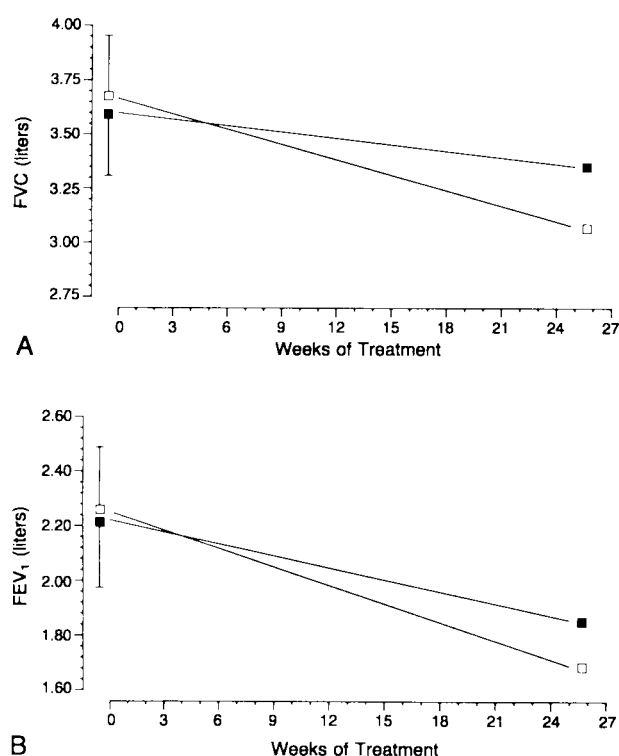 4.00
3.75
3.50
3.25
3.00
2.75
FVC (liters)
0 3 6 9 12 15 18 21 24 27
A
Weeks of Treatment
2.60
2.40
2.20
2.00
1.80
1.60
FEV₁ (liters)
0 3 6 9 12 15 18 21 24 27
B
Weeks of Treatment